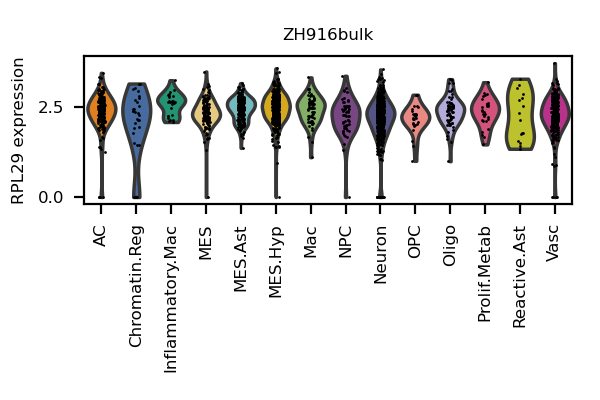 ZH916bulk
RPL29 expression
2.5
0.0
AC
Chromatin.Reg
Inflammatory.Mac
MES
MES.Ast
MES.Hyp
Mac
NPC
Neuron
OPC
Oligo
Prolif.Metab
Reactive.Ast
Vasc